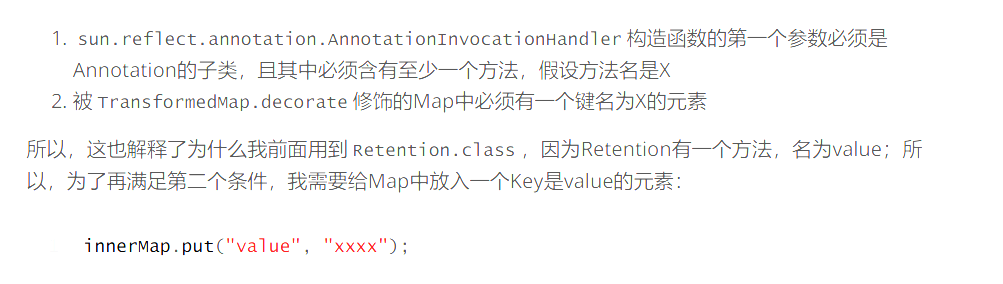 1. sun.reflect.annotation.AnnotationInvocationHandler 构造函数的第一个参数必须是
Annotation的子类，且其中必须含有至少一个方法，假设方法名是X
2. 被 TransformedMap.decorate 修饰的Map中必须有一个键名为X的元素
所以，这也解释了为什么我前面用到 Retention.class ，因为Retention有一个方法，名为value；所
以，为了再满足第二个条件，我需要给Map中放入一个Key是value的元素：
innerMap.put("value", "xxxx");